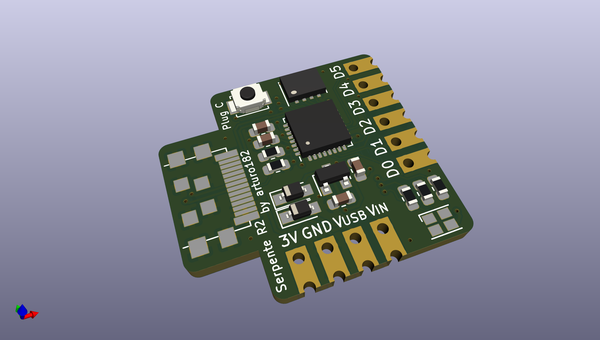 Plug C
D5
D4
D3
D2
D1
D0
Serpente R2 by arturo182
3V GND VUSB VIN